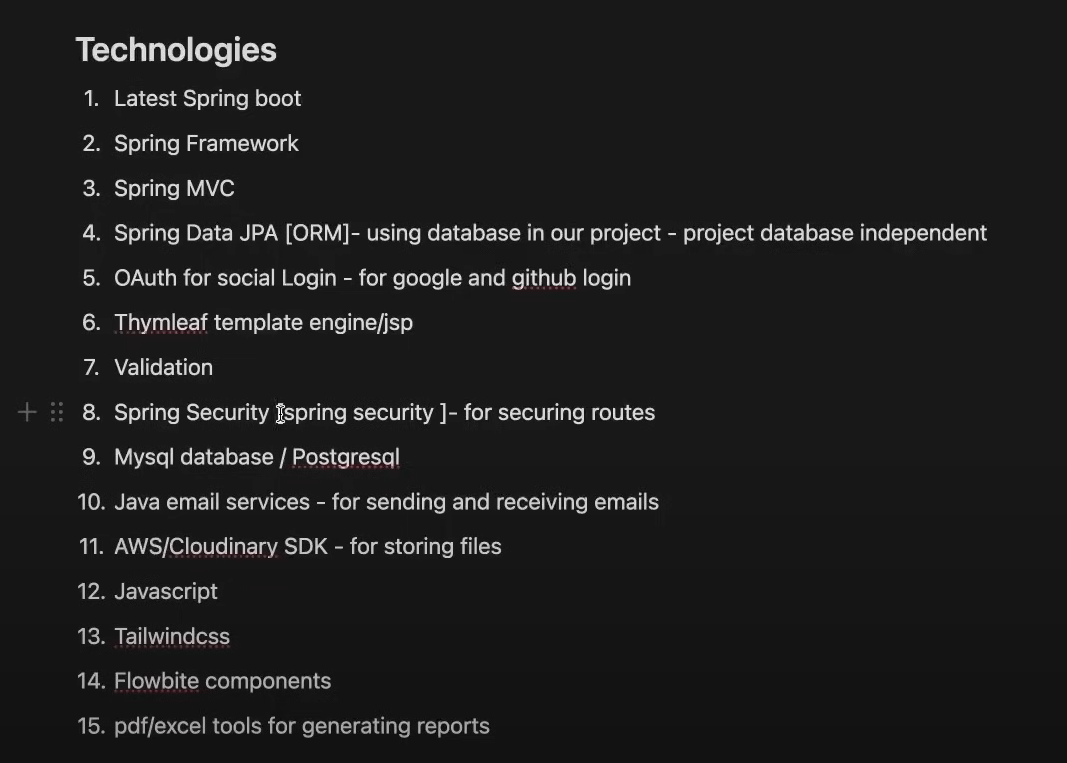 Technologies
1. Latest Spring boot
2. Spring Framework
3. Spring MVC
4. Spring Data JPA [ORM]- using database in our project - project database independent
5. OAuth for social Login - for google and github login
6. Thymleaf template engine/jsp
7. Validation
8. Spring Security [spring security ]- for securing routes
9. Mysql database / Postgresql
10. Java email services - for sending and receiving emails
11. AWS/Cloudinary SDK - for storing files
12. Javascript
13. Tailwindcss
14. Flowbite components
15. pdf/excel tools for generating reports